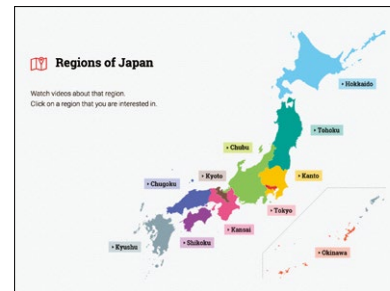 Regions of Japan
Watch videos about that region.
Click on a region that you are interested in.
• Hokkaido
• Tohoku
• Chubu
• Kyoto
• Kanto
• Chugoku
• Tokyo
• Kansai
• Shikoku
• Kyushu
• Okinawa